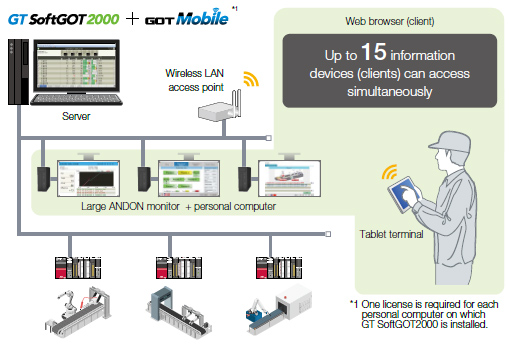 GT SoftGOT2000 + GOT Mobile *1
Web browser (client)
Up to 15 information
devices (clients) can access
simultaneously
Wireless LAN
access point
Server
Large ANDON monitor + personal computer
Tablet terminal
*1 One license is required for each
personal computer on which
GT SoftGOT2000 is installed.